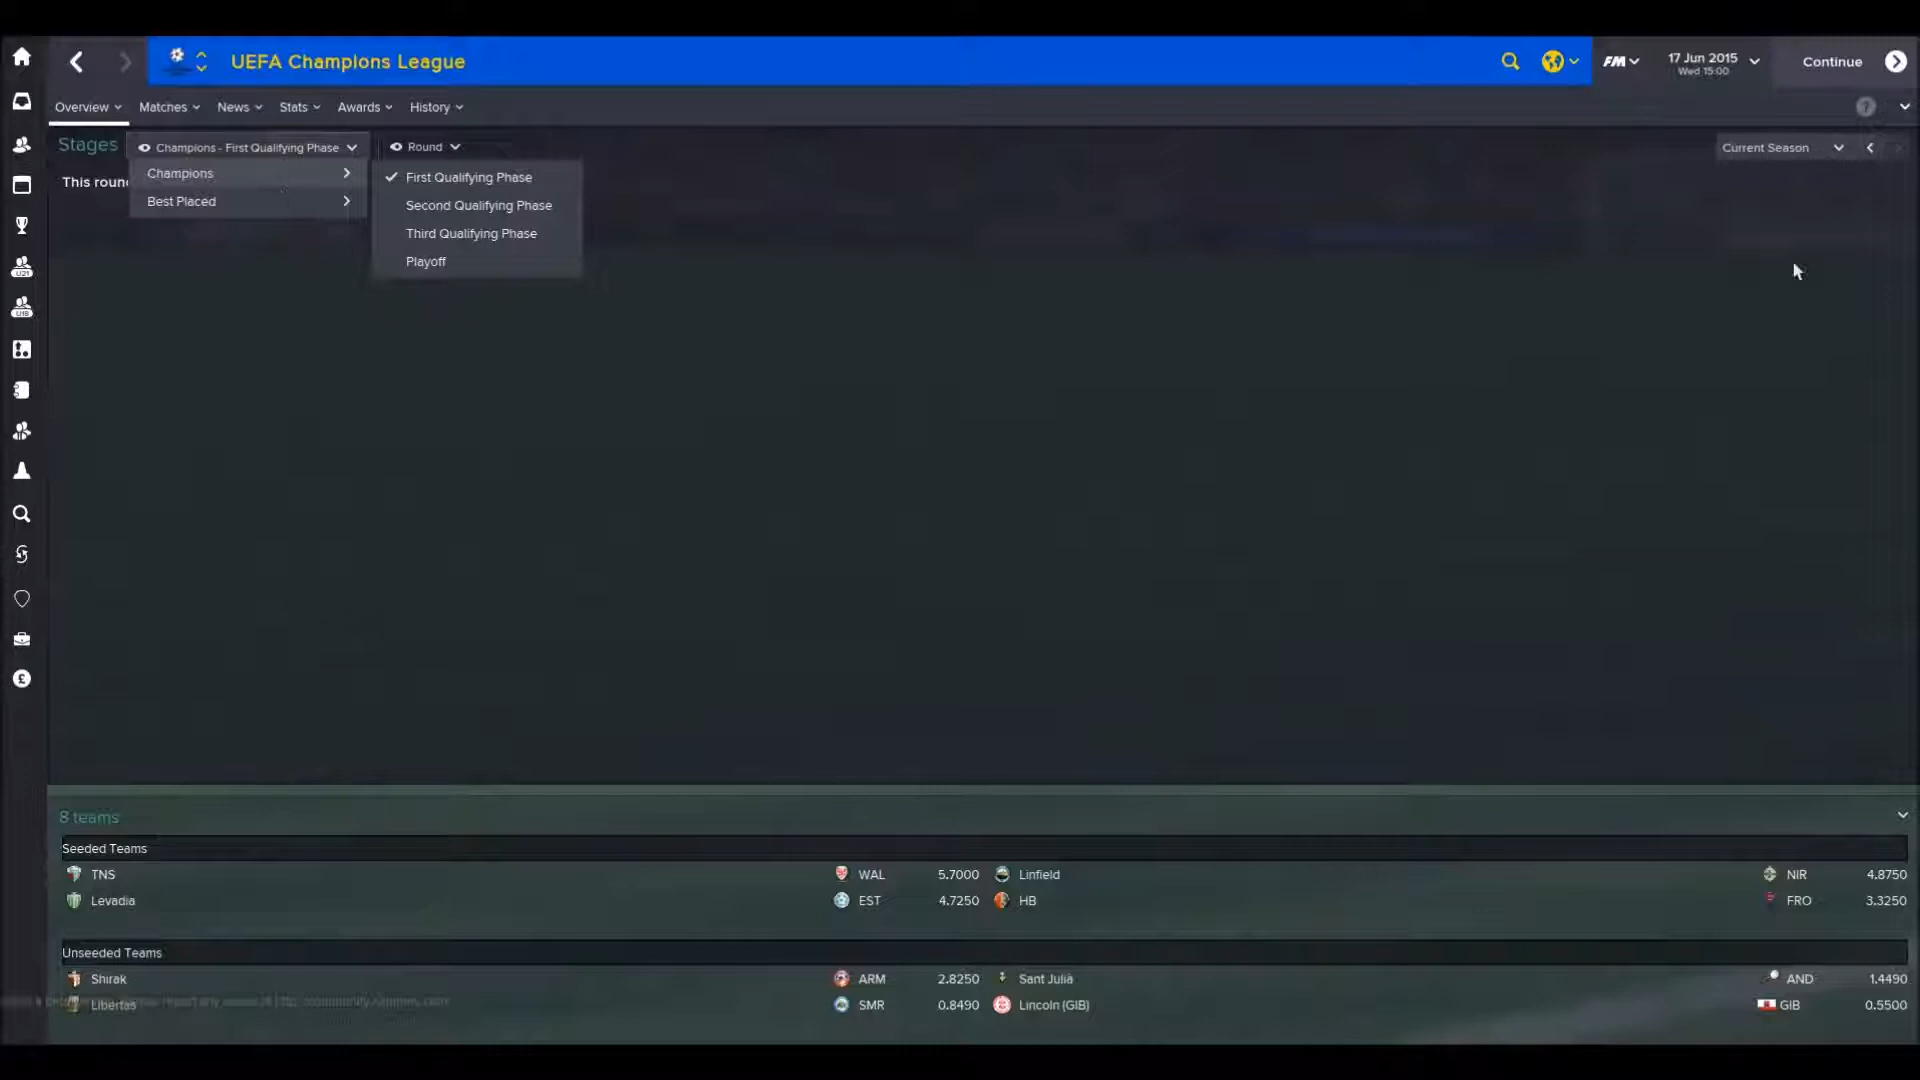 UEFA Champions League
FM
17 Jun 2015
Wed 15:00
Continue
Overview Matches News Stats Awards History
Stages Champions - First Qualifying Phase Round Current Season
This roun
Champions
Best Placed
First Qualifying Phase
Second Qualifying Phase
Third Qualifying Phase
Playoff
U21
U18
8 teams
Seeded Teams
TNS WAL 5.7000 Linfield NIR 4.8750
Levadia EST 4.7250 HB FRO 3.3250
Unseeded Teams
Shirak ARM 2.8250 Sant Julià AND 1.4490
Libertas SMR 0.8490 Lincoln (GIB) GIB 0.5500